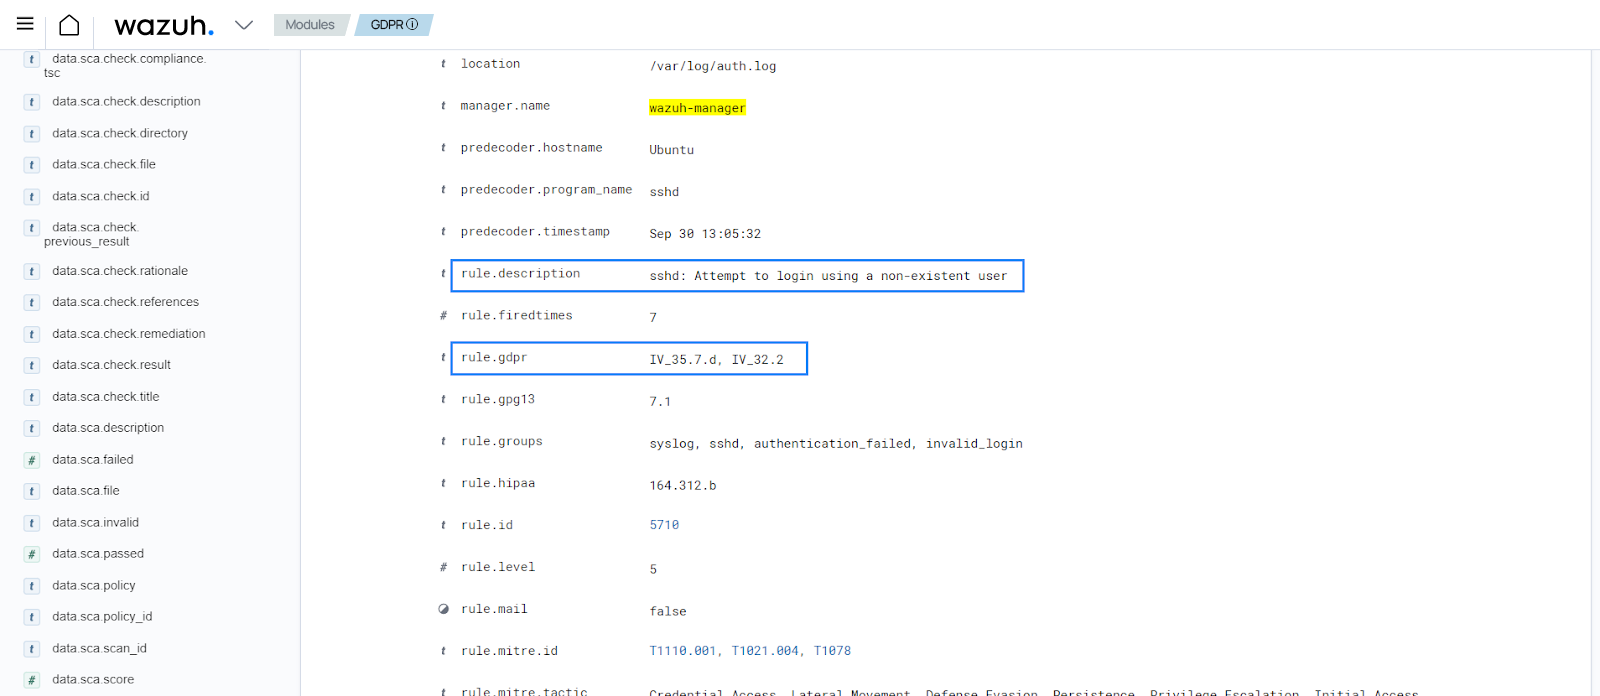 wazuh.
Modules
GDPR
t data.sca.check.compliance.
tsc
t data.sca.check.description
t data.sca.check.directory
t data.sca.check.file
t data.sca.check.id
t data.sca.check.
previous_result
t data.sca.check.rationale
t data.sca.check.references
t data.sca.check.remediation
t data.sca.check.result
t data.sca.check.title
t data.sca.description
# data.sca.failed
t data.sca.file
t data.sca.invalid
# data.sca.passed
t data.sca.policy
t data.sca.policy_id
t data.sca.scan_id
# data.sca.score
t location /var/log/auth.log
t manager.name wazuh-manager
t predecoder.hostname Ubuntu
t predecoder.program_name sshd
t predecoder.timestamp Sep 30 13:05:32
t rule.description sshd: Attempt to login using a non-existent user
# rule.firedtimes 7
t rule.gdpr IV_35.7.d, IV_32.2
t rule.gpg13 7.1
t rule.groups syslog, sshd, authentication_failed, invalid_login
t rule.hipaa 164.312.b
t rule.id 5710
# rule.level 5
rule.mail false
t rule.mitre.id T1110.001, T1021.004, T1078
t rule.mitre.tactic Credential Access, Lateral Movement, Defense Evasion, Persistence, Privilege Escalation, Initial Access